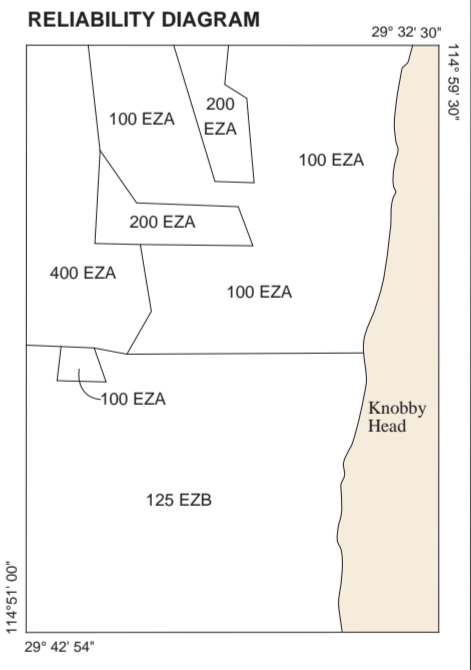 RELIABILITY DIAGRAM
29° 32' 30"
114° 59' 30"
100 EZA
200
EZA
100 EZA
200 EZA
400 EZA
100 EZA
100 EZA
Knobby
Head
125 EZB
114°51' 00"
29° 42' 54"